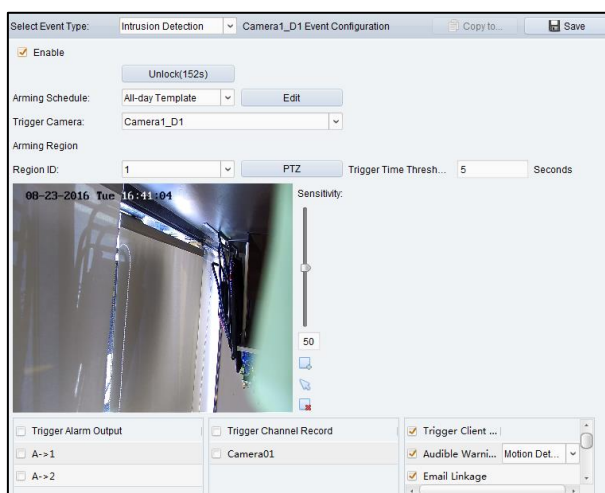 Select Event Type: Intrusion Detection Camera1_D1 Event Configuration Copy to... Save
Enable
Unlock(152s)
Arming Schedule: All-day Template Edit
Trigger Camera: Camera1_D1
Arming Region
Region ID: 1 PTZ Trigger Time Thresh... 5 Seconds
08-23-2016 Tue 16:41:04 Sensitivity:
50
Trigger Alarm Output Trigger Channel Record Trigger Client ...
A->1 Camera01 Audible Warni... Motion Det...
A->2 Email Linkage